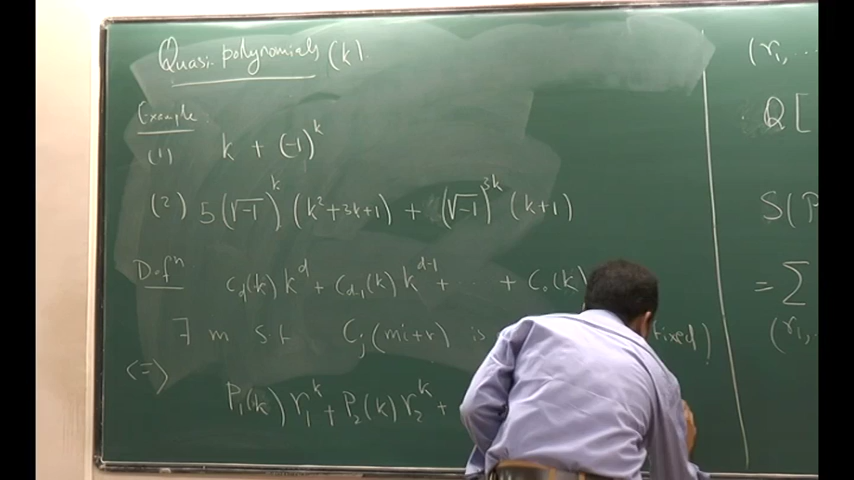 Quasi-polynomials (k).
Example
(1) k + (-1)^k
(2) 5(√-1)^k (k²+3k+1) + (√-1)^{3k} (k+1)
Defⁿ c_d(k) k^d + c_{d-1}(k) k^{d-1} + ... + c_0(k)
∃ m s.t. c_j(mi+r) is fixed)
<=> P_1(k) r_1^k + P_2(k) r_2^k +
(r_1, ...
Q[
S(P
= Σ
(r_1, ..